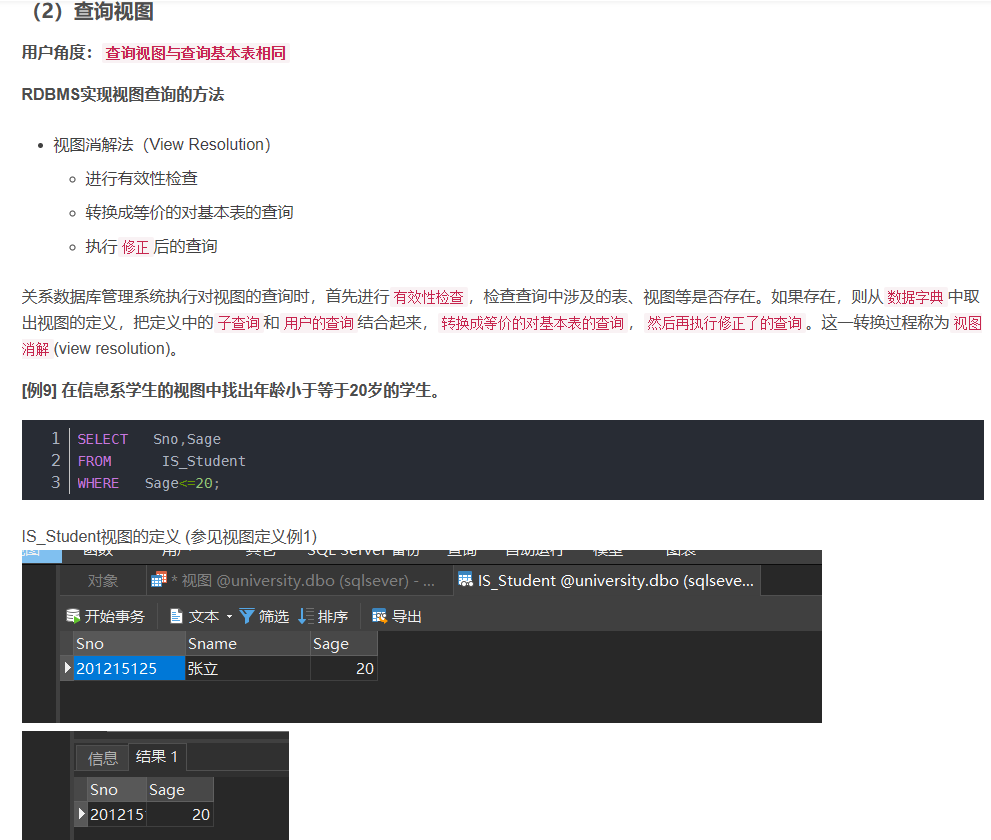 （2）查询视图
用户角度： 查询视图与查询基本表相同
RDBMS实现视图查询的方法
视图消解法（View Resolution）
进行有效性检查
转换成等价的对基本表的查询
执行 修正 后的查询
关系数据库管理系统执行对视图的查询时，首先进行 有效性检查 ，检查查询中涉及的表、视图等是否存在。如果存在，则从 数据字典 中取
出视图的定义，把定义中的 子查询 和 用户的查询 结合起来， 转换成等价的对基本表的查询 ， 然后再执行修正了的查询 。这一转换过程称为 视图
消解 (view resolution)。
[例9] 在信息系学生的视图中找出年龄小于等于20岁的学生。
1 SELECT Sno,Sage
2 FROM IS_Student
3 WHERE Sage<=20;
IS_Student视图的定义 (参见视图定义例1)
视图 函数 用户 其它 SQL Server 备份 查询 自动运行 模型 图表
对象 * 视图 @university.dbo (sqlsever) - ... IS_Student @university.dbo (sqlseve...
开始事务 文本 筛选 排序 导出
Sno Sname Sage
201215125 张立 20
信息 结果 1
Sno Sage
201215 20